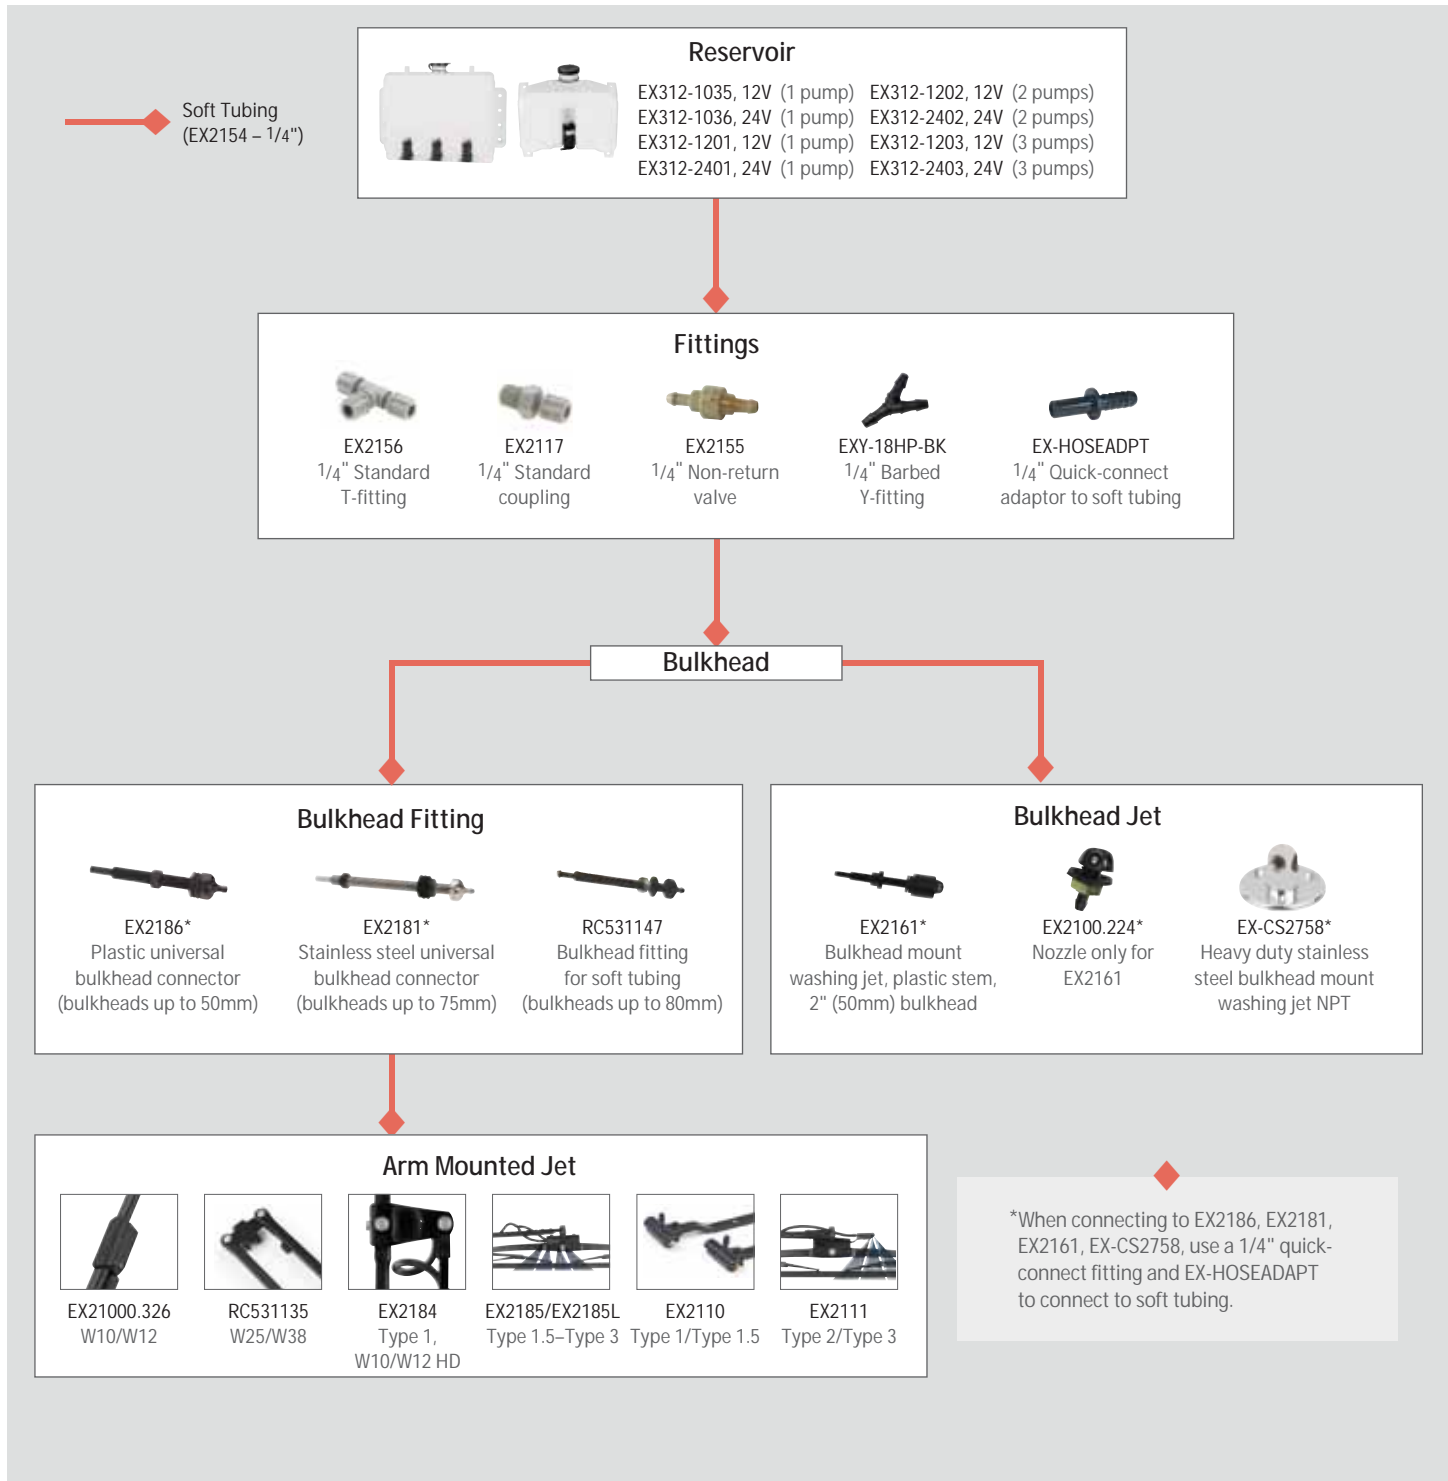 Soft Tubing
(EX2154 – 1/4")
Reservoir
EX312-1035, 12V (1 pump) EX312-1202, 12V (2 pumps)
EX312-1036, 24V (1 pump) EX312-2402, 24V (2 pumps)
EX312-1201, 12V (1 pump) EX312-1203, 12V (3 pumps)
EX312-2401, 24V (1 pump) EX312-2403, 24V (3 pumps)
Fittings
EX2156
1/4" Standard
T-fitting
EX2117
1/4" Standard
coupling
EX2155
1/4" Non-return
valve
EXY-18HP-BK
1/4" Barbed
Y-fitting
EX-HOSEADPT
1/4" Quick-connect
adaptor to soft tubing
Bulkhead
Bulkhead Fitting
EX2186*
Plastic universal
bulkhead connector
(bulkheads up to 50mm)
EX2181*
Stainless steel universal
bulkhead connector
(bulkheads up to 75mm)
RC531147
Bulkhead fitting
for soft tubing
(bulkheads up to 80mm)
Bulkhead Jet
EX2161*
Bulkhead mount
washing jet, plastic stem,
2" (50mm) bulkhead
EX2100.224*
Nozzle only for
EX2161
EX-CS2758*
Heavy duty stainless
steel bulkhead mount
washing jet NPT
Arm Mounted Jet
EX21000.326
W10/W12
RC531135
W25/W38
EX2184
Type 1,
W10/W12 HD
EX2185/EX2185L
Type 1.5–Type 3
EX2110
Type 1/Type 1.5
EX2111
Type 2/Type 3
*When connecting to EX2186, EX2181,
EX2161, EX-CS2758, use a 1/4" quick-
connect fitting and EX-HOSEADAPT
to connect to soft tubing.